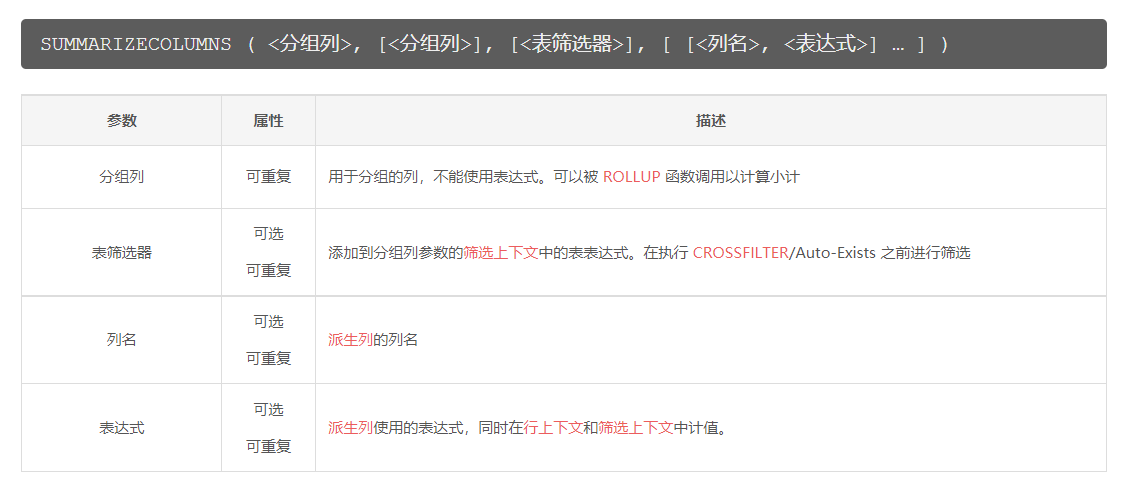 SUMMARIZECOLUMNS ( <分组列>, [<分组列>], [<表筛选器>], [ [<列名>, <表达式>] … ] )
参数 属性 描述
分组列 可重复 用于分组的列，不能使用表达式。可以被 ROLLUP 函数调用以计算小计
表筛选器 可选 可重复 添加到分组列参数的筛选上下文中的表表达式。在执行 CROSSFILTER/Auto-Exists 之前进行筛选
列名 可选 可重复 派生列的列名
表达式 可选 可重复 派生列使用的表达式，同时在行上下文和筛选上下文中计值。